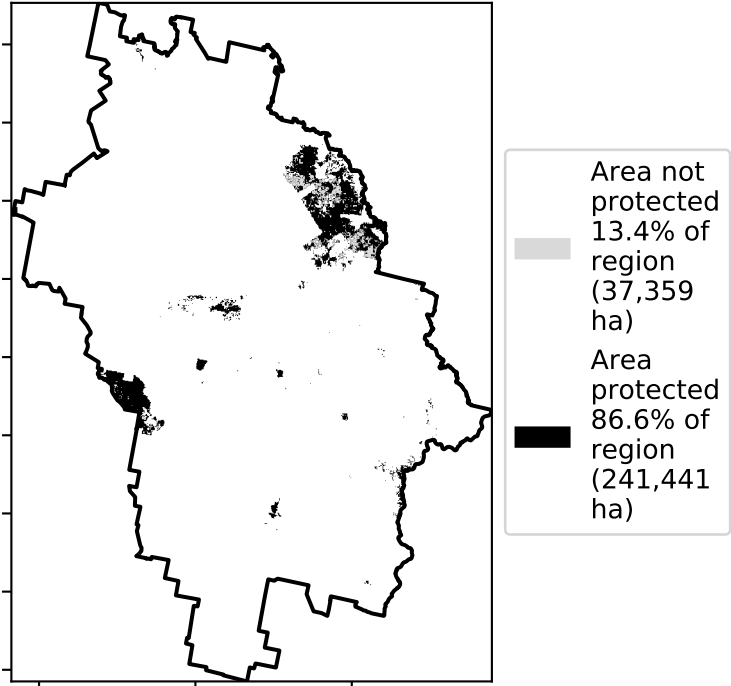 Area not
protected
13.4% of
region
(37,359
ha)
Area
protected
86.6% of
region
(241,441
ha)